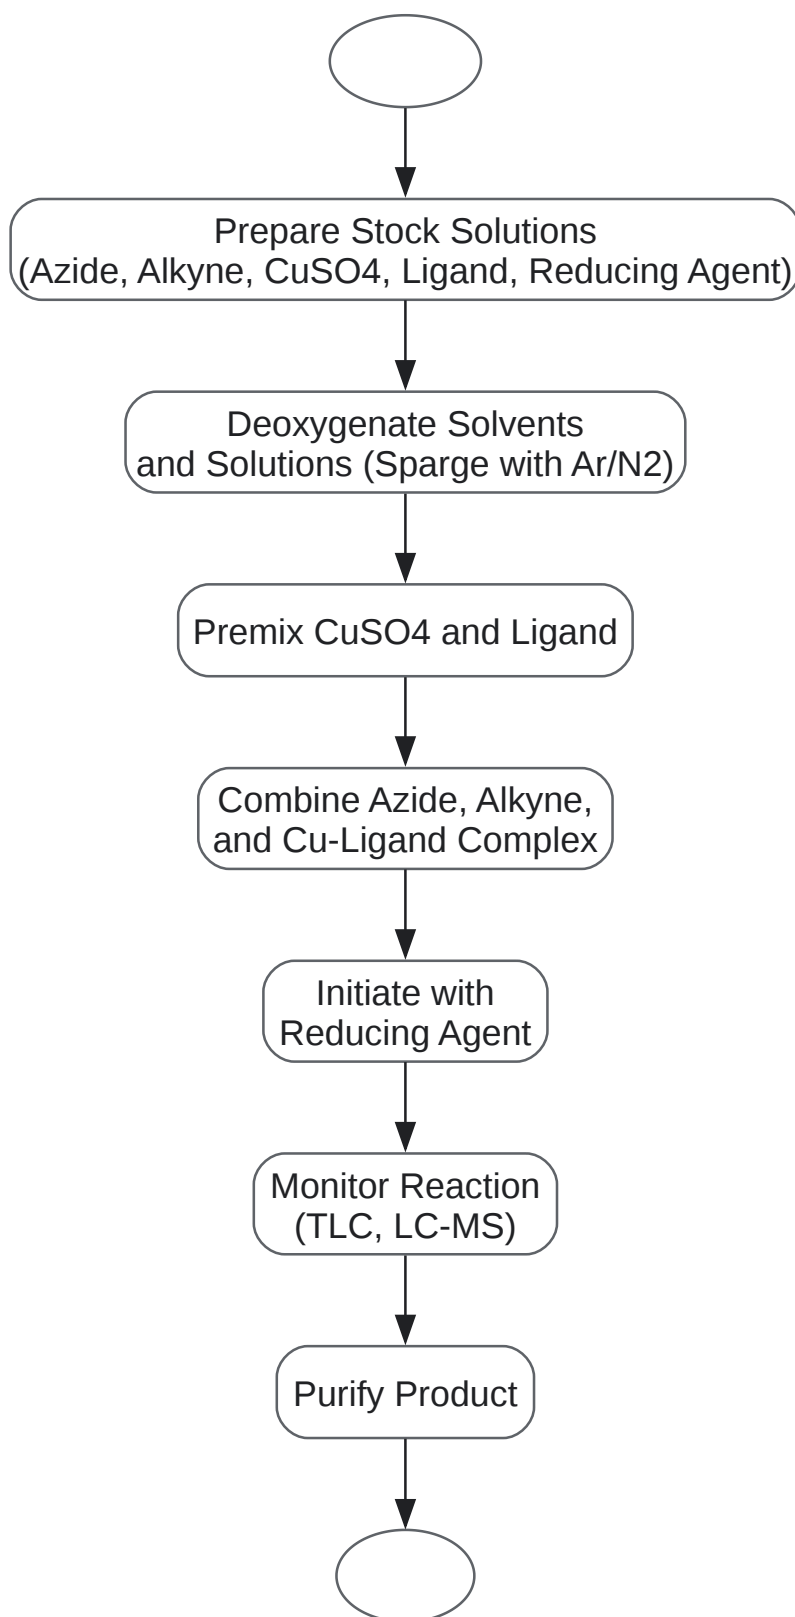 Prepare Stock Solutions
(Azide, Alkyne, CuSO4, Ligand, Reducing Agent)
Deoxygenate Solvents
and Solutions (Sparge with Ar/N2)
Premix CuSO4 and Ligand
Combine Azide, Alkyne,
and Cu-Ligand Complex
Initiate with
Reducing Agent
Monitor Reaction
(TLC, LC-MS)
Purify Product